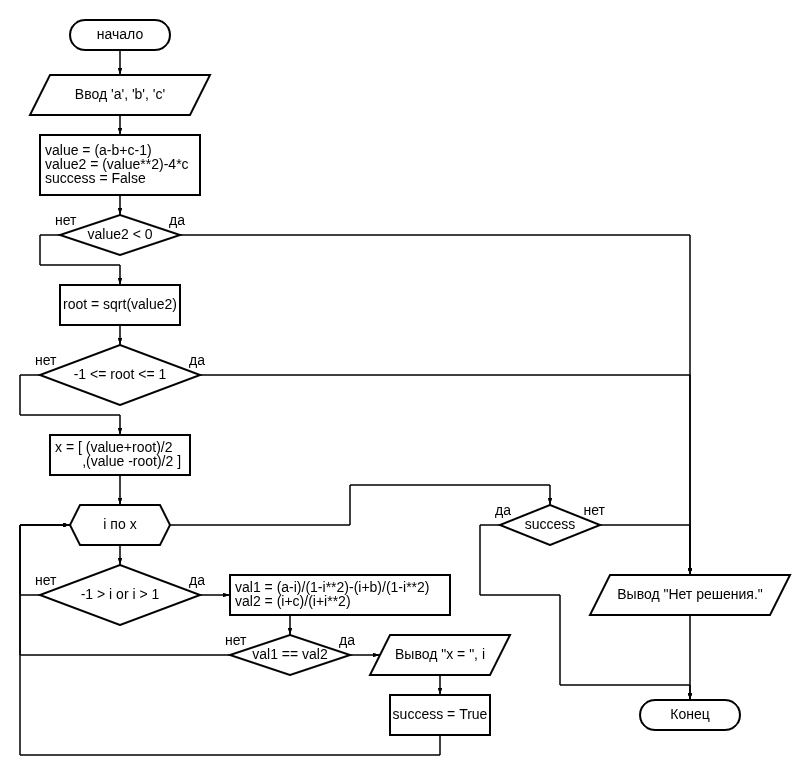 начало
Ввод 'a', 'b', 'c'
value = (a-b+c-1)
value2 = (value**2)-4*c
success = False
нет
да
value2 < 0
root = sqrt(value2)
нет
да
-1 <= root <= 1
x = [ (value+root)/2
,(value -root)/2 ]
i по x
да
нет
success
нет
да
-1 > i or i > 1
val1 = (a-i)/(1-i**2)-(i+b)/(1-i**2)
val2 = (i+c)/(i+i**2)
Вывод "Нет решения."
нет
да
val1 == val2
Вывод "x = ", i
success = True
Конец